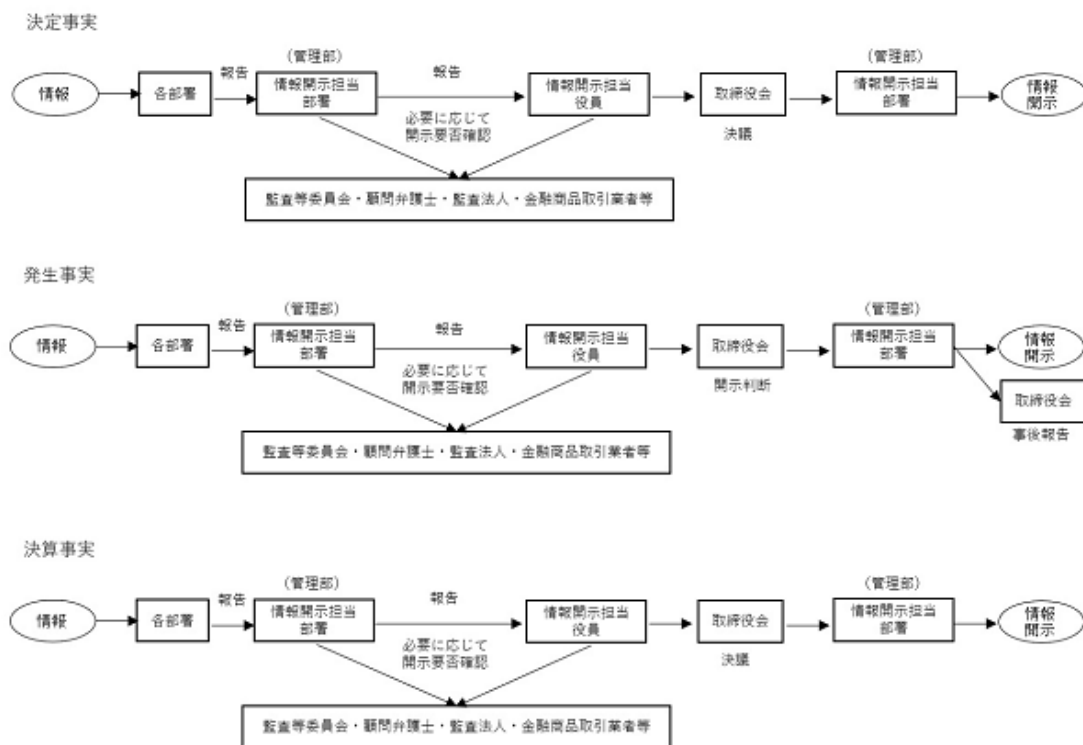 決定事実
(管理部)
(管理部)
報告
報告
情報
各部署
情報開示担当
部署
情報開示担当
役員
取締役会
情報開示担当
部署
情報
開示
必要に応じて
開示要否確認
決議
監査等委員会・顧問弁護士・監査法人・金融商品取引業者等
発生事実
(管理部)
(管理部)
報告
報告
情報
各部署
情報開示担当
部署
情報開示担当
役員
取締役会
情報開示担当
部署
情報
開示
必要に応じて
開示要否確認
開示判断
取締役会
事後報告
監査等委員会・顧問弁護士・監査法人・金融商品取引業者等
決算事実
(管理部)
(管理部)
報告
報告
情報
各部署
情報開示担当
部署
情報開示担当
役員
取締役会
情報開示担当
部署
情報
開示
必要に応じて
開示要否確認
決議
監査等委員会・顧問弁護士・監査法人・金融商品取引業者等